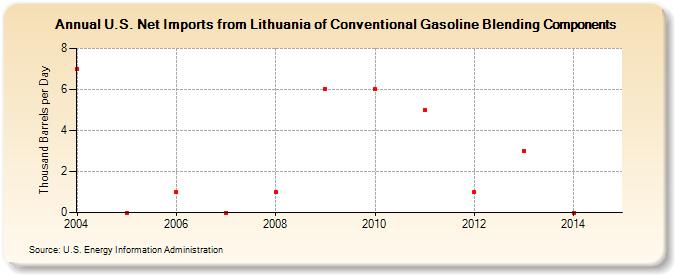 Annual U.S. Net Imports from Lithuania of Conventional Gasoline Blending Components
Thousand Barrels per Day
8
6
4
2
0
2004 2006 2008 2010 2012 2014
Source: U.S. Energy Information Administration